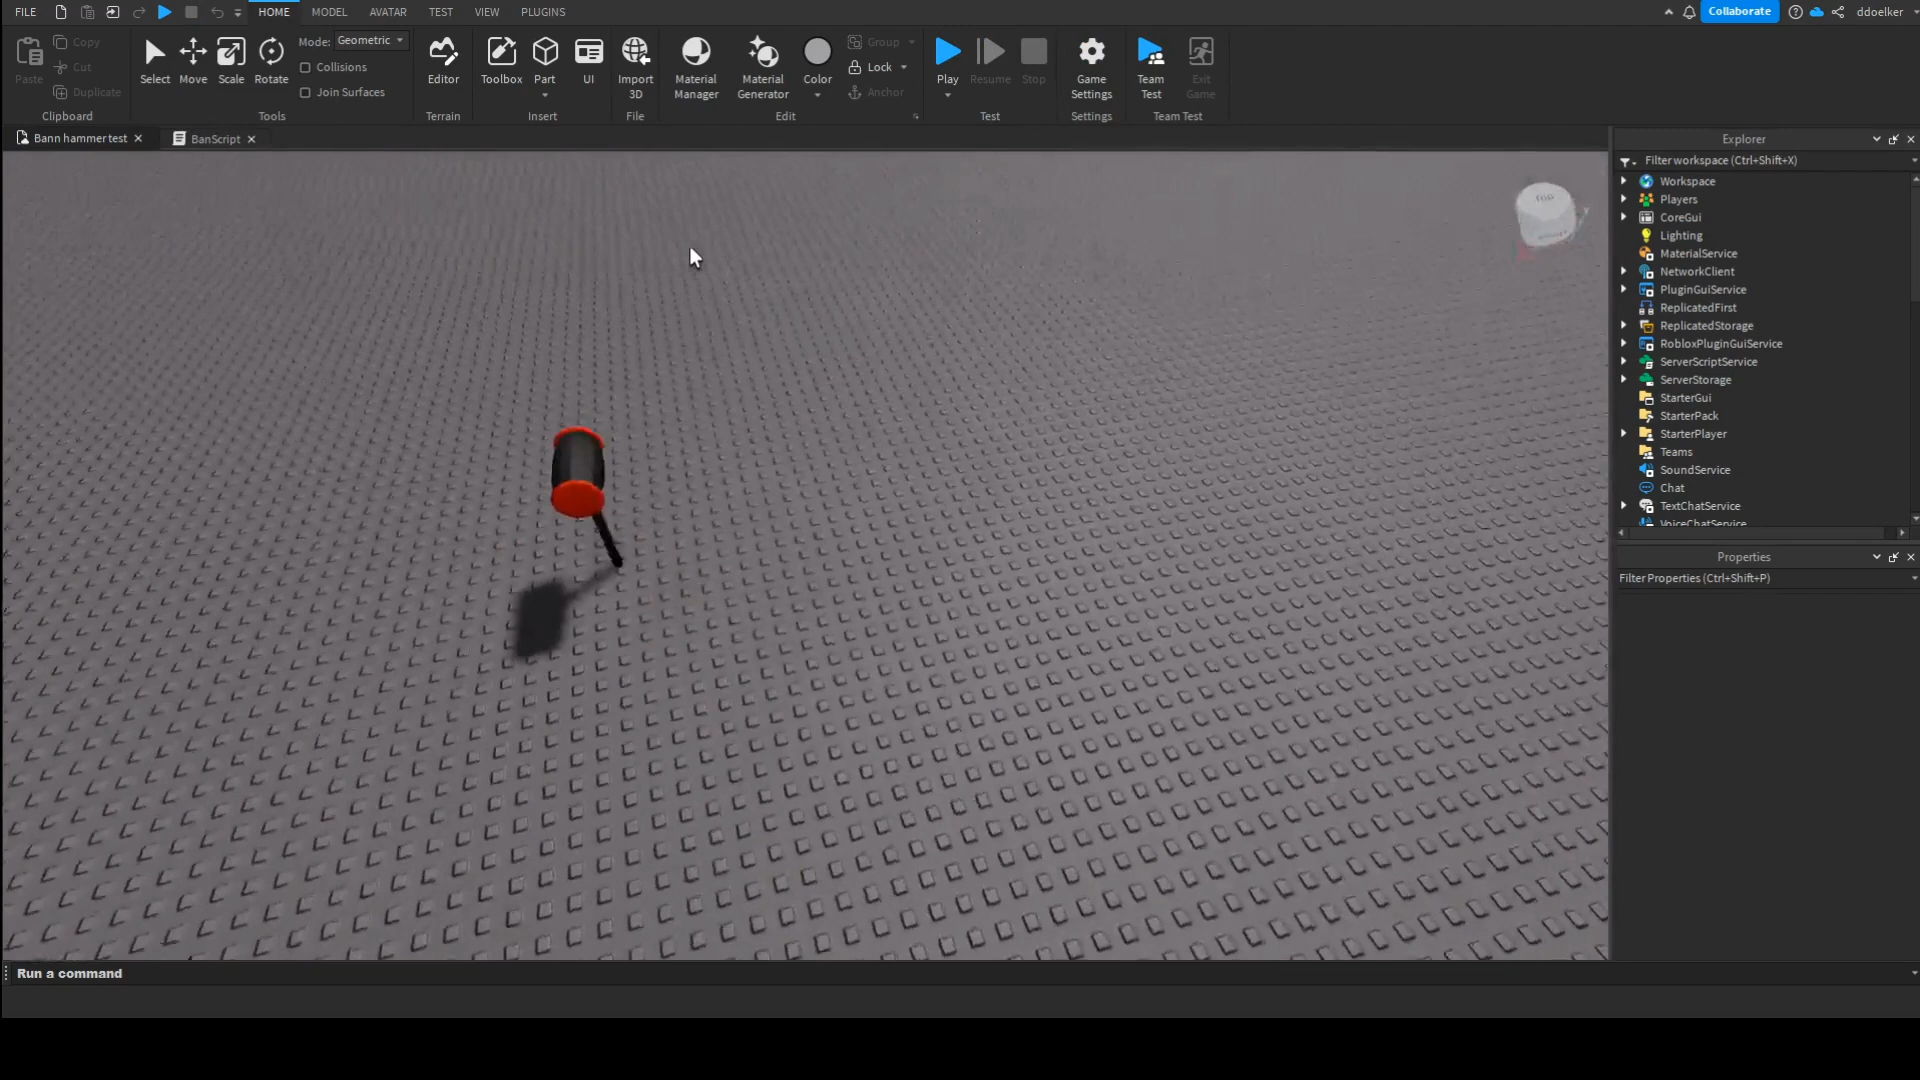 FILE HOME MODEL AVATAR TEST VIEW PLUGINS Collaborate ddoelker
Paste Copy Cut Duplicate
Clipboard
Select Move Scale Rotate Mode: Geometric Collisions Join Surfaces
Tools
Editor
Terrain
Toolbox Part UI
Insert
Import 3D
File
Material Manager Material Generator Color Group Lock Anchor
Edit
Play Resume Stop
Test
Game Settings
Settings
Team Test Exit Game
Team Test
Bann hammer test BanScript
TOP
Explorer
Filter workspace (Ctrl+Shift+X)
Workspace
Players
CoreGui
Lighting
MaterialService
NetworkClient
PluginGuiService
ReplicatedFirst
ReplicatedStorage
RobloxPluginGuiService
ServerScriptService
ServerStorage
StarterGui
StarterPack
StarterPlayer
Teams
SoundService
Chat
TextChatService
VoiceChatService
Properties
Filter Properties (Ctrl+Shift+P)
Run a command